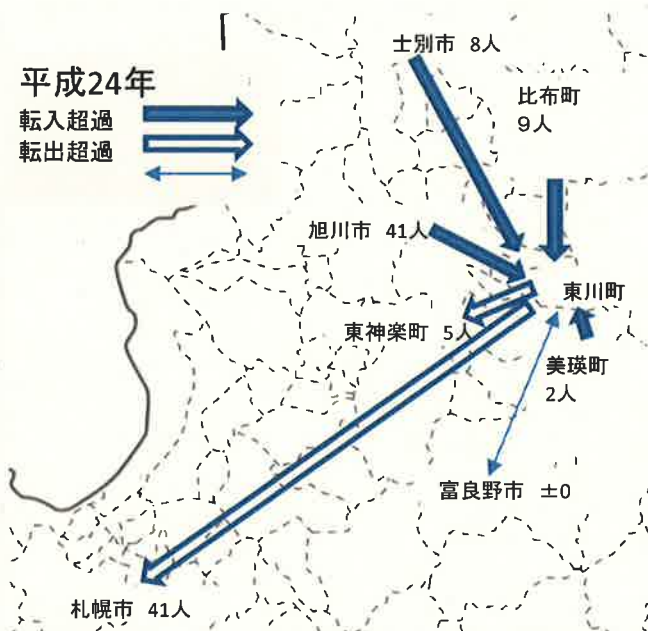 平成24年
転入超過
転出超過
士別市 8人
比布町
9人
旭川市 41人
東川町
東神楽町 5人
美瑛町
2人
富良野市 ±0
札幌市 41人